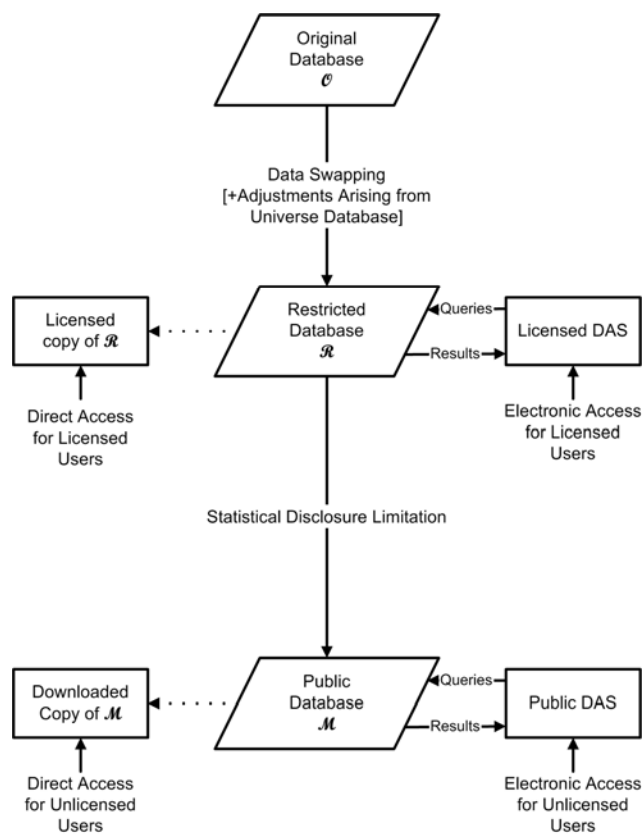 Original
Database
𝒪
Data Swapping
[+Adjustments Arising from
Universe Database]
Licensed
copy of ℛ
Restricted
Database
ℛ
Queries
Results
Licensed DAS
Direct Access
for Licensed
Users
Electronic Access
for Licensed
Users
Statistical Disclosure Limitation
Downloaded
Copy of ℳ
Public
Database
ℳ
Queries
Results
Public DAS
Direct Access
for Unlicensed
Users
Electronic Access
for Unlicensed
Users